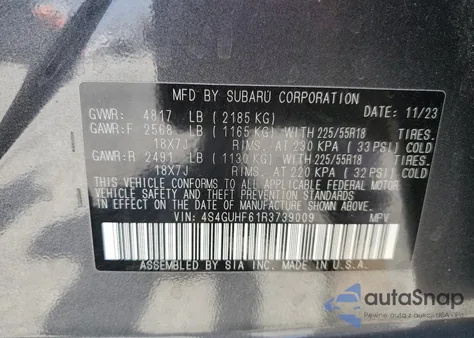 MFD BY SUBARU CORPORATION
GVWR: 4817 LB ( 2185 KG) DATE: 11/23
GAWR:F 2568 LB ( 1165 KG) WITH 225/55R18
18X7J RIMS, AT 230 KPA ( 33 PSI) COLD
GAWR:R 2491 LB ( 1130 KG) WITH 225/55R18
18X7J RIMS, AT 220 KPA ( 32 PSI) COLD
THIS VEHICLE CONFORMS TO ALL APPLICABLE FEDERAL MOTOR
VEHICLE SAFETY AND THEFT PREVENTION STANDARDS IN EFFECT
ON THE DATE OF MANUFACTURE SHOWN ABOVE.
VIN: 4S4GUHF61R3739009 MPV
ASSEMBLED BY SIA INC. MADE IN U.S.A.
autoSnap